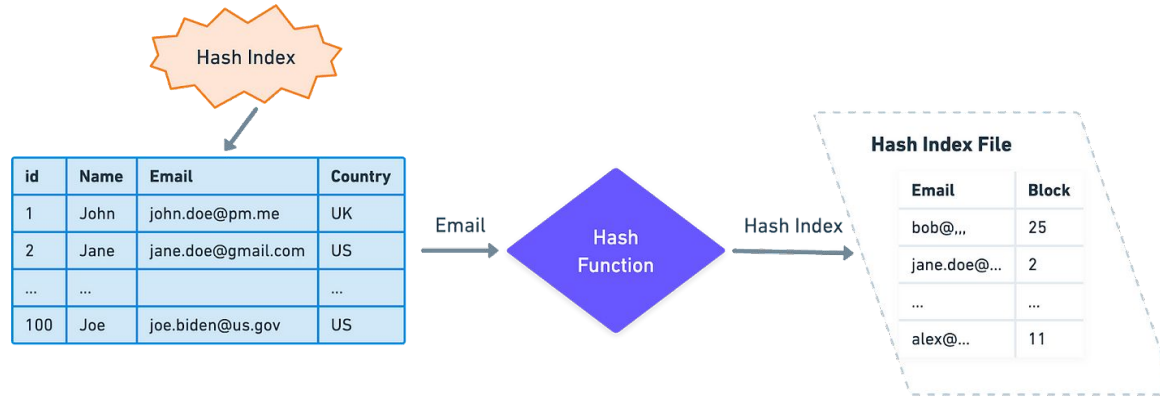 Hash Index
id Name Email Country
1 John john.doe@pm.me UK
2 Jane jane.doe@gmail.com US
... ... ...
100 Joe joe.biden@us.gov US
Email
Hash
Function
Hash Index
Hash Index File
Email Block
bob@,,, 25
jane.doe@... 2
... ...
alex@... 11